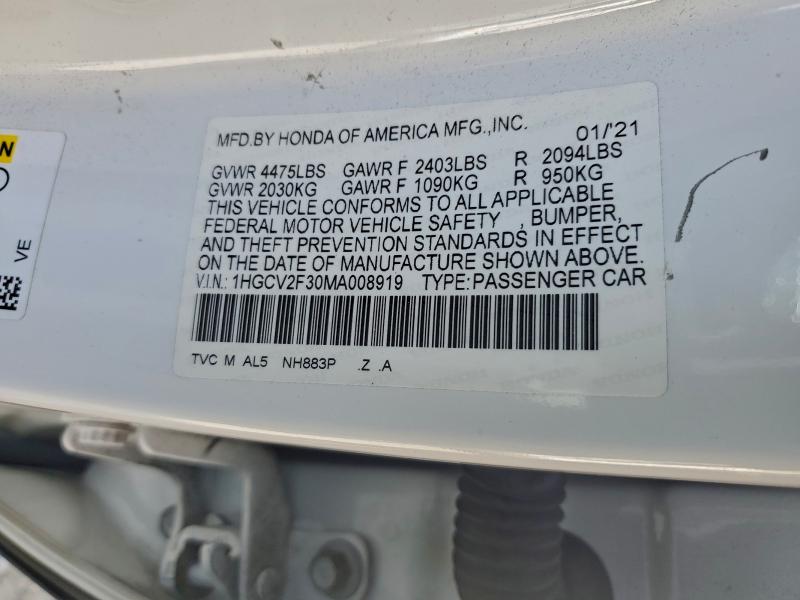 MFD.BY HONDA OF AMERICA MFG.,INC. 01/'21
GVWR 4475LBS GAWR F 2403LBS R 2094LBS
GVWR 2030KG GAWR F 1090KG R 950KG
THIS VEHICLE CONFORMS TO ALL APPLICABLE
FEDERAL MOTOR VEHICLE SAFETY , BUMPER,
AND THEFT PREVENTION STANDARDS IN EFFECT
ON THE DATE OF MANUFACTURE SHOWN ABOVE.
V.I.N.: 1HGCV2F30MA008919 TYPE:PASSENGER CAR
TVC M AL5 NH883P .Z .A
VE